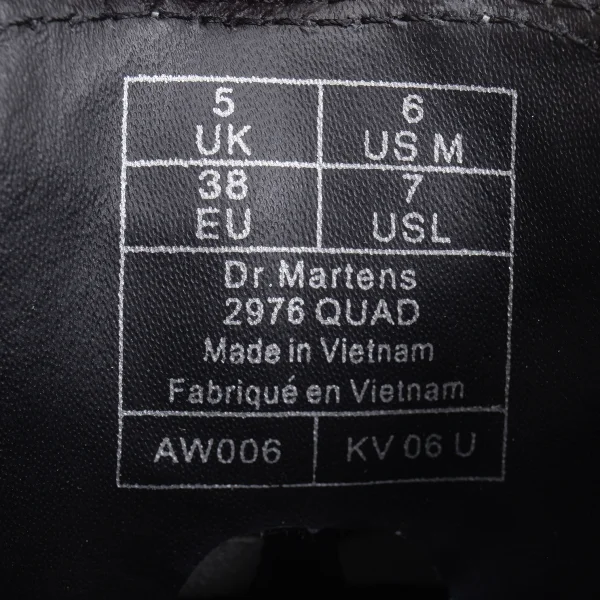 5 UK
6 US M
38 EU
7 USL
Dr. Martens
2976 QUAD
Made in Vietnam
Fabriqué en Vietnam
AW006
KV 06 U